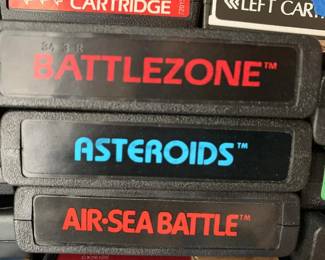 CARTRIDGE
LEFT CAR
BATTLEZONE™
ASTEROIDS™
AIR·SEA BATTLE™